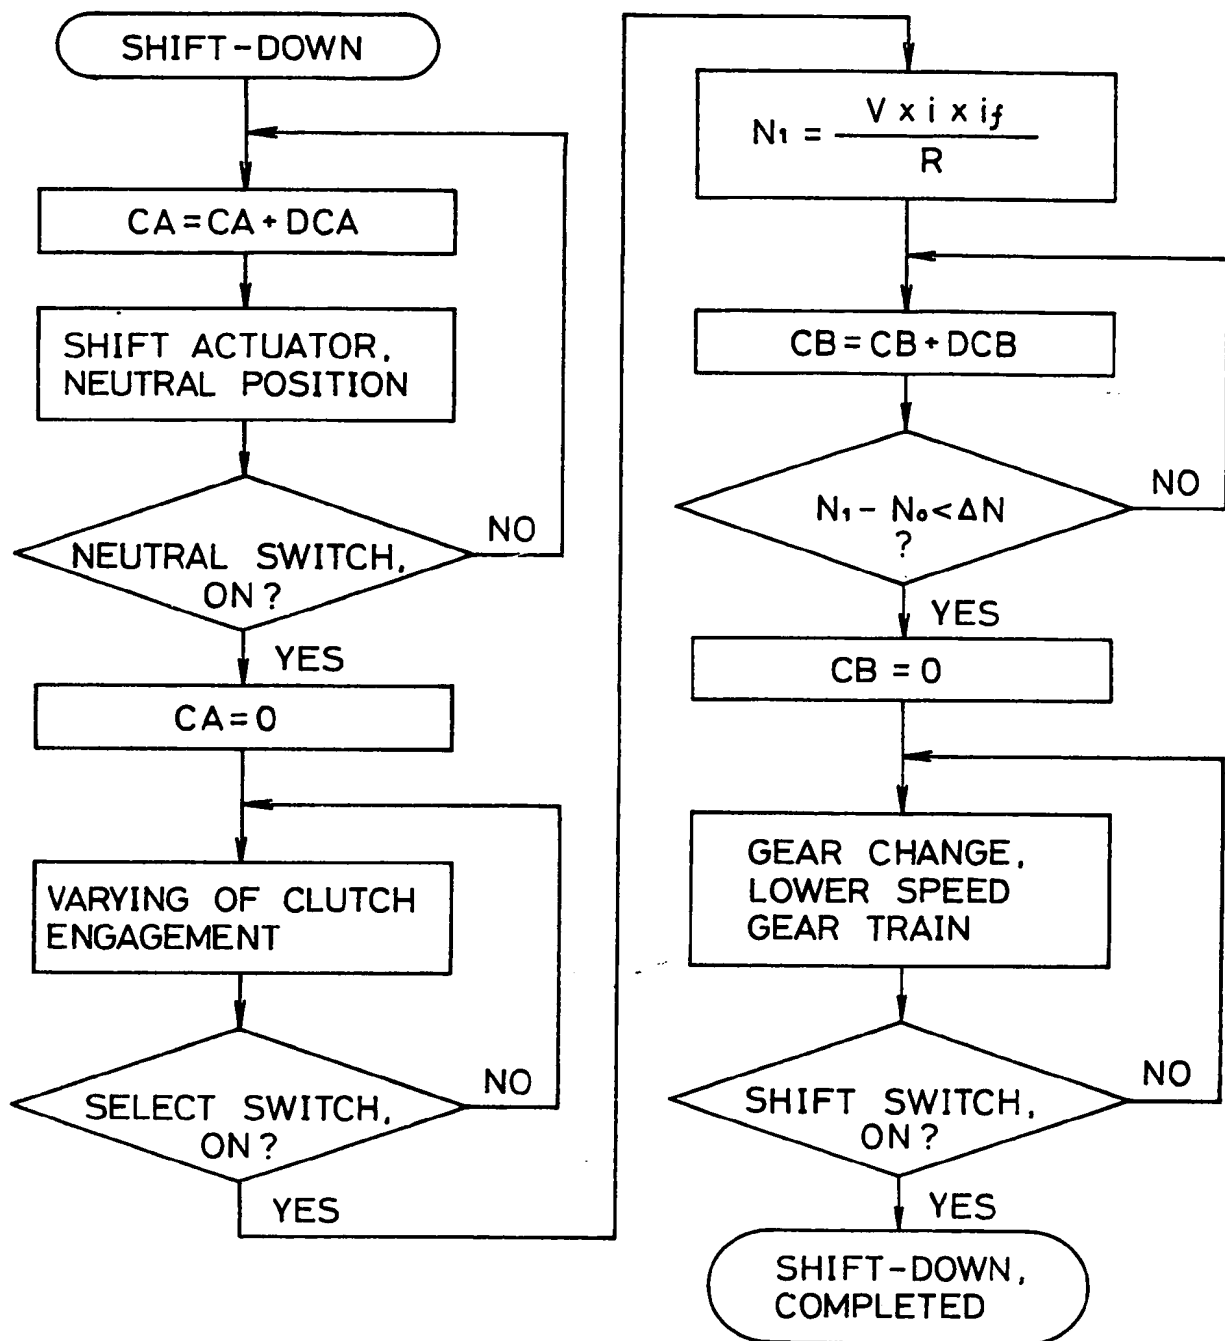 SHIFT-DOWN
CA = CA + DCA
SHIFT ACTUATOR,
NEUTRAL POSITION
NEUTRAL SWITCH,
ON?
NO
YES
CA = 0
VARYING OF CLUTCH
ENGAGEMENT
SELECT SWITCH,
ON?
NO
YES
N₁ = V x i x if / R
CB = CB + DCB
N₁ - N₀ < ΔN
?
NO
YES
CB = 0
GEAR CHANGE,
LOWER SPEED
GEAR TRAIN
SHIFT SWITCH,
ON?
NO
YES
SHIFT-DOWN,
COMPLETED